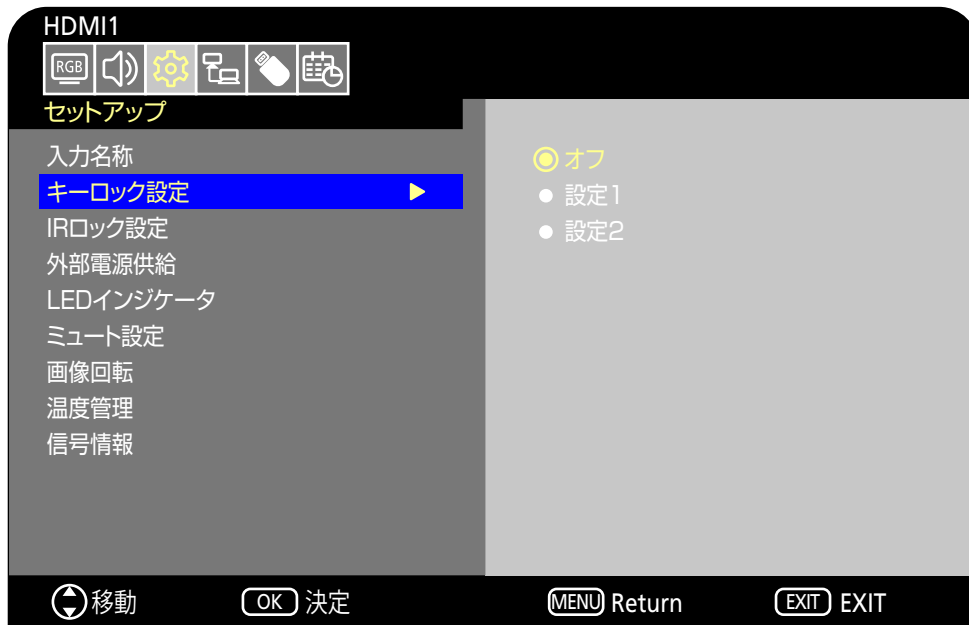 HDMI1
RGB
セットアップ
入力名称
キーロック設定
IRロック設定
外部電源供給
LEDインジケータ
ミュート設定
画像回転
温度管理
信号情報
オフ
設定1
設定2
移動 OK 決定 MENU Return EXIT EXIT